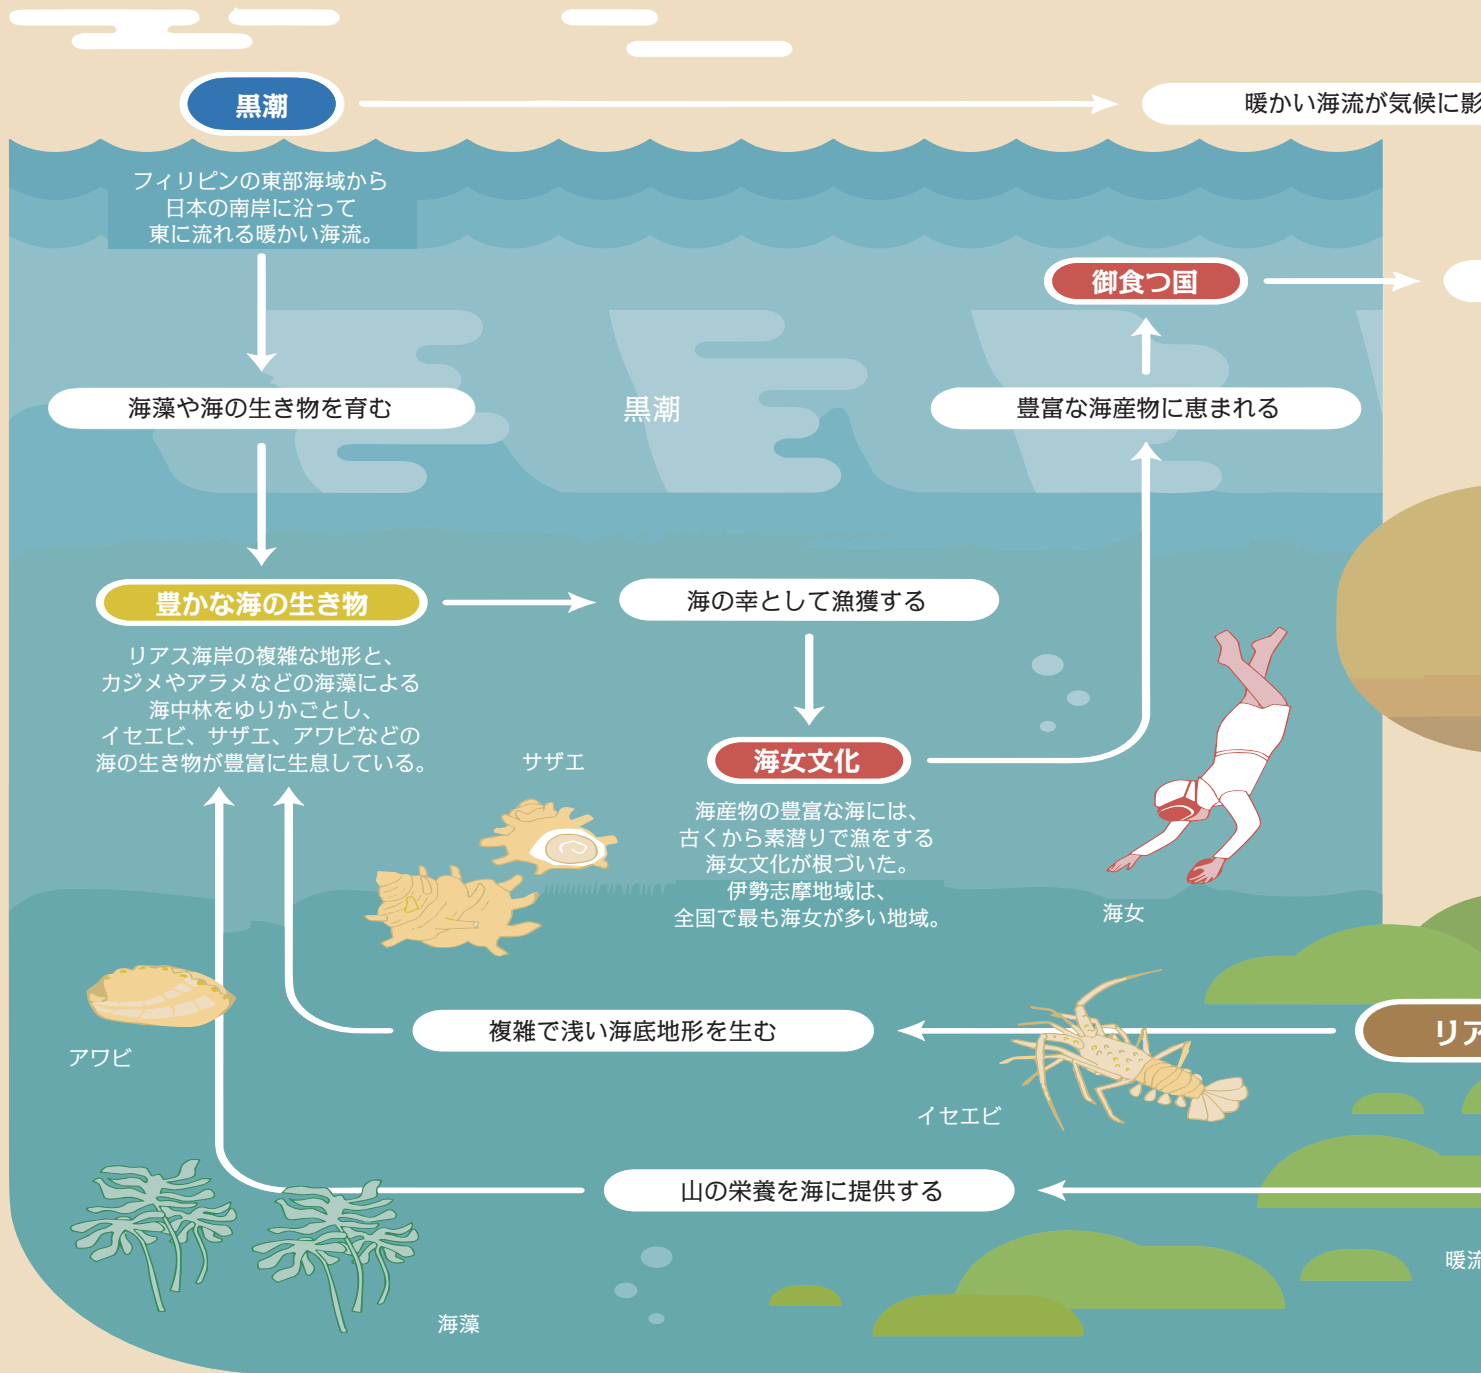 黒潮
暖かい海流が気候に影
フィリピンの東部海域から
日本の南岸に沿って
東に流れる暖かい海流。
御食つ国
海藻や海の生き物を育む
黒潮
豊富な海産物に恵まれる
豊かな海の生き物
海の幸として漁獲する
リアス海岸の複雑な地形と、
カジメやアラメなどの海藻による
海中林をゆりかごとし、
イセエビ、サザエ、アワビなどの
海の生き物が豊富に生息している。
サザエ
海女文化
海産物の豊富な海には、
古くから素潜りで漁をする
海女文化が根づいた。
伊勢志摩地域は、
全国で最も海女が多い地域。
海女
複雑で浅い海底地形を生む
リア
アワビ
イセエビ
山の栄養を海に提供する
暖流
海藻